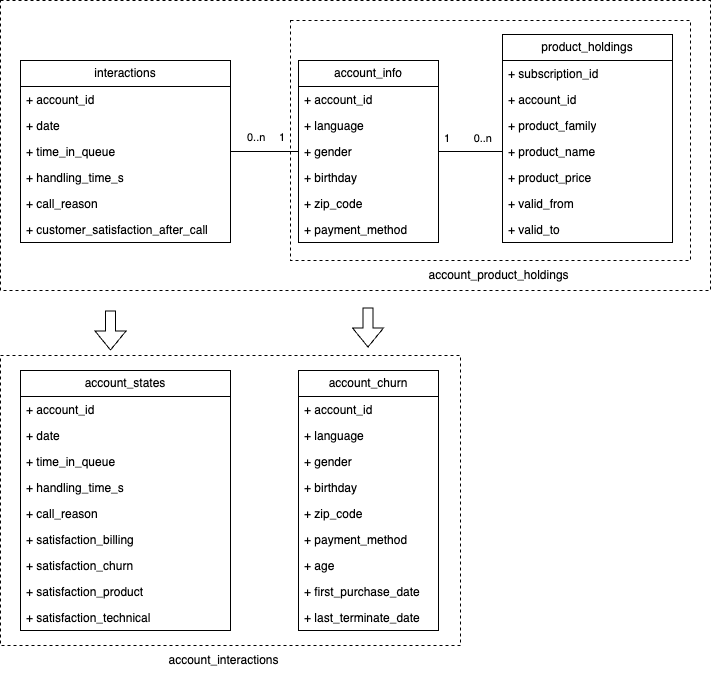 interactions
+ account_id
+ date
+ time_in_queue
+ handling_time_s
+ call_reason
+ customer_satisfaction_after_call
0..n
1
account_info
+ account_id
+ language
+ gender
+ birthday
+ zip_code
+ payment_method
1
0..n
product_holdings
+ subscription_id
+ account_id
+ product_family
+ product_name
+ product_price
+ valid_from
+ valid_to
account_product_holdings
account_states
+ account_id
+ date
+ time_in_queue
+ handling_time_s
+ call_reason
+ satisfaction_billing
+ satisfaction_churn
+ satisfaction_product
+ satisfaction_technical
account_churn
+ account_id
+ language
+ gender
+ birthday
+ zip_code
+ payment_method
+ age
+ first_purchase_date
+ last_terminate_date
account_interactions